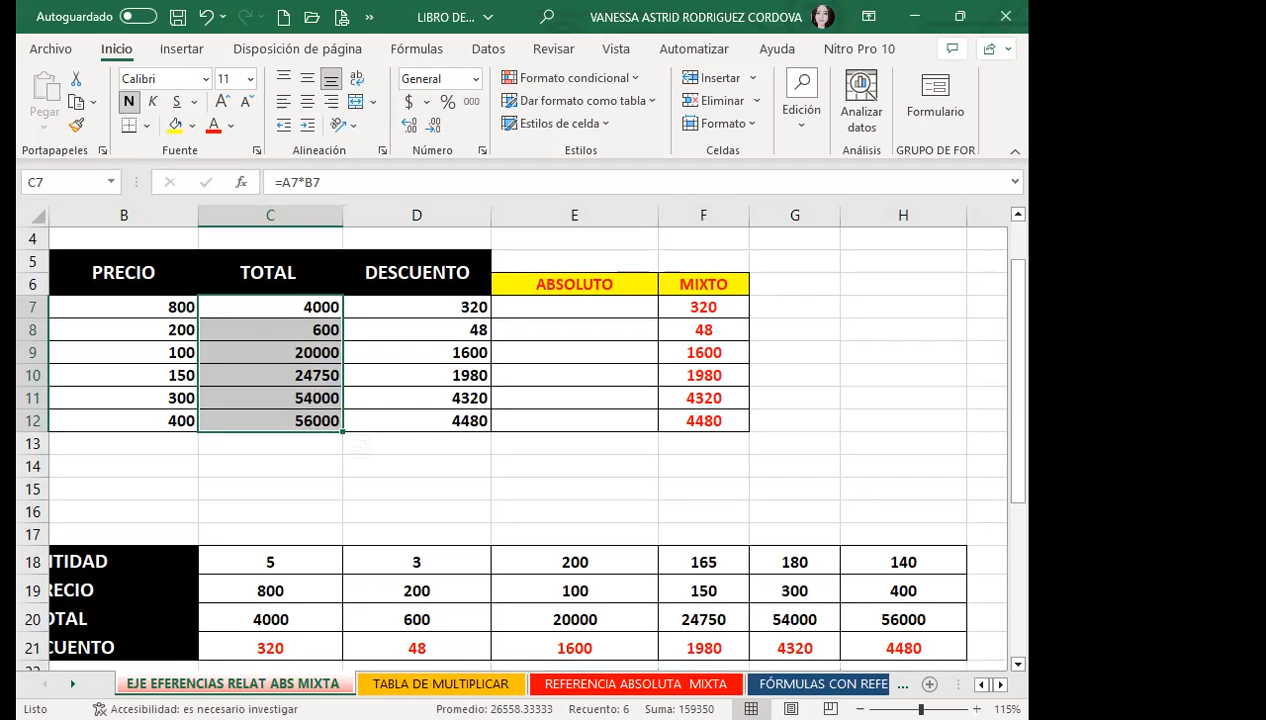 Autoguardado LIBRO DE... VANESSA ASTRID RODRIGUEZ CORDOVA
Archivo Inicio Insertar Disposición de página Fórmulas Datos Revisar Vista Automatizar Ayuda Nitro Pro 10
Pegar Calibri 11 General Formato condicional Insertar Edición Analizar datos Formulario
N K S Dar formato como tabla Eliminar
$ % 000 Estilos de celda Formato
Portapapeles Fuente Alineación Número Estilos Celdas Análisis GRUPO DE FOR
C7 fx =A7*B7
B C D E F G H
4
5 PRECIO TOTAL DESCUENTO
6 ABSOLUTO MIXTO
7 800 4000 320 320
8 200 600 48 48
9 100 20000 1600 1600
10 150 24750 1980 1980
11 300 54000 4320 4320
12 400 56000 4480 4480
13
14
15
16
17
18 TIDAD 5 3 200 165 180 140
19 RECIO 800 200 100 150 300 400
20 OTAL 4000 600 20000 24750 54000 56000
21 CUENTO 320 48 1600 1980 4320 4480
EJE EFERENCIAS RELAT ABS MIXTA TABLA DE MULTIPLICAR REFERENCIA ABSOLUTA MIXTA FÓRMULAS CON REFE ...
Listo Accesibilidad: es necesario investigar Promedio: 26558.33333 Recuento: 6 Suma: 159350 115%